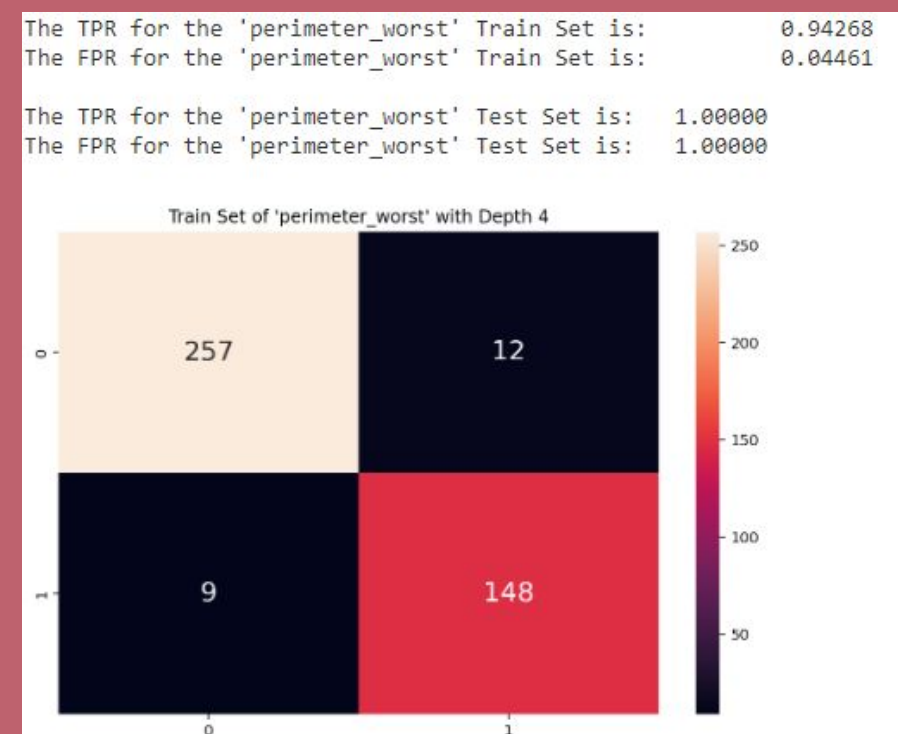 The TPR for the 'perimeter_worst' Train Set is: 0.94268
The FPR for the 'perimeter_worst' Train Set is: 0.04461
The TPR for the 'perimeter_worst' Test Set is: 1.00000
The FPR for the 'perimeter_worst' Test Set is: 1.00000
Train Set of 'perimeter_worst' with Depth 4
250
0 257 12
200
150
100
1 9 148
50
0 1